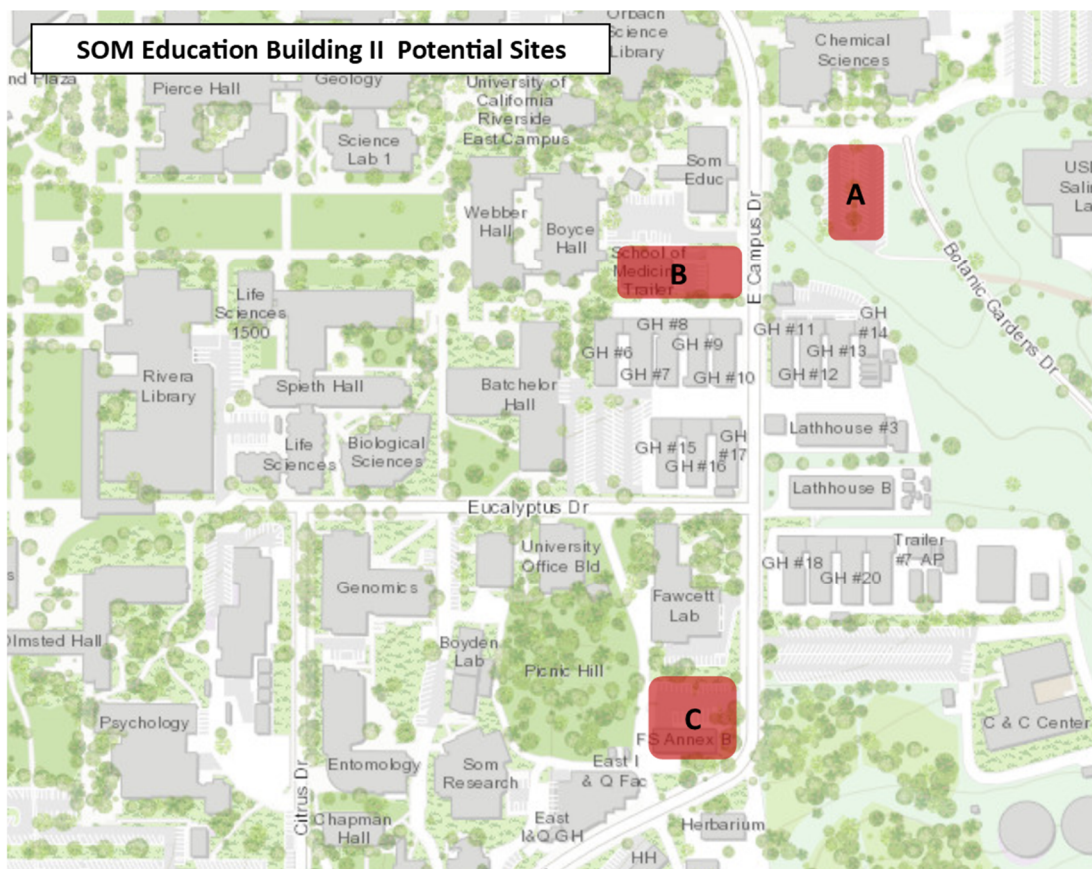 SOM Education Building II  Potential Sites
Orbach
Science
Library
Chemical
Sciences
nd Plaza
Pierce Hall
Geology
University of
California
Riverside
East Campus
Science
Lab 1
Som
Educ
A
Webber
Hall
Boyce
Hall
E Campus Dr
Botanic Gardens Dr
School of
Medicine
Trailer
B
Life
Sciences
1500
GH #8
GH #9
GH #6
GH #7
GH #10
GH #11
GH
#14
GH #13
GH #12
Rivera
Library
Spieth Hall
Batchelor
Hall
Life
Sciences
Biological
Sciences
GH #15
GH
#17
GH #16
Lathhouse #3
Lathhouse B
Eucalyptus Dr
University
Office Bld
GH #18
GH #20
Trailer
#7 AP
Genomics
Fawcett
Lab
Olmsted Hall
Boyden
Lab
Picnic Hill
Psychology
C
FS Annex B
C & C Center
Entomology
Som
Research
East I
& Q Fac
Citrus Dr
Chapman
Hall
East
I&Q GH
Herbarium
HH